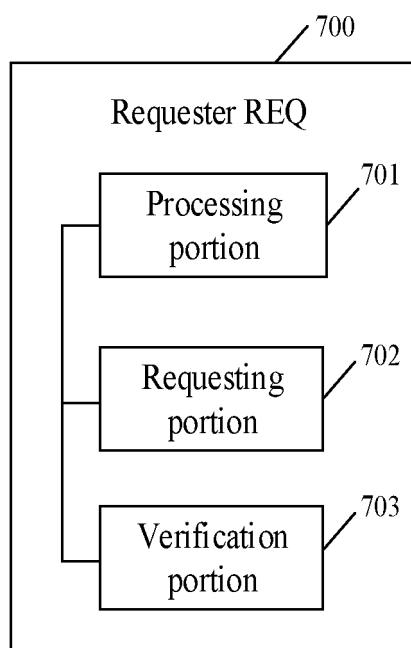 700
Requester REQ
701
Processing
portion
702
Requesting
portion
703
Verification
portion